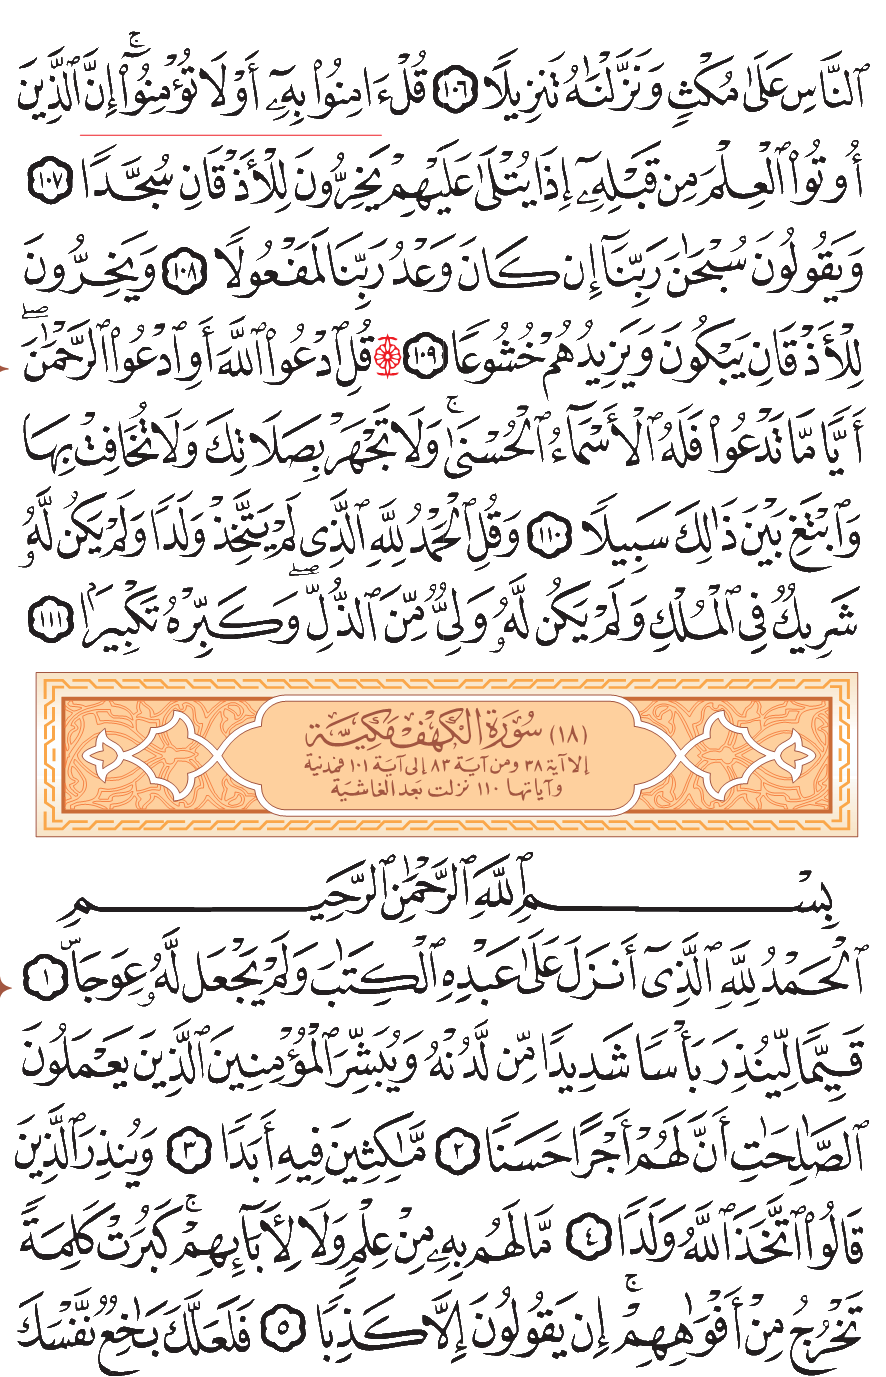 ٱلنَّاسِ عَلَىٰ مُكْثٍ وَنَزَّلْنَٰهُ تَنزِيلًا ١٠٦ قُلْ ءَامِنُوا۟ بِهِۦٓ أَوْ لَا تُؤْمِنُوٓا۟ ۚ إِنَّ ٱلَّذِينَ
أُوتُوا۟ ٱلْعِلْمَ مِن قَبْلِهِۦٓ إِذَا يُتْلَىٰ عَلَيْهِمْ يَخِرُّونَ لِلْأَذْقَانِ سُجَّدًا ١٠٧
وَيَقُولُونَ سُبْحَٰنَ رَبِّنَآ إِن كَانَ وَعْدُ رَبِّنَا لَمَفْعُولًا ١٠٨ وَيَخِرُّونَ
لِلْأَذْقَانِ يَبْكُونَ وَيَزِيدُهُمْ خُشُوعًا ١٠٩ قُلِ ٱدْعُوا۟ ٱللَّهَ أَوِ ٱدْعُوا۟ ٱلرَّحْمَٰنَ ۖ
أَيًّا مَّا تَدْعُوا۟ فَلَهُ ٱلْأَسْمَآءُ ٱلْحُسْنَىٰ ۚ وَلَا تَجْهَرْ بِصَلَاتِكَ وَلَا تُخَافِتْ بِهَا
وَٱبْتَغِ بَيْنَ ذَٰلِكَ سَبِيلًا ١١٠ وَقُلِ ٱلْحَمْدُ لِلَّهِ ٱلَّذِى لَمْ يَتَّخِذْ وَلَدًا وَلَمْ يَكُن لَّهُۥ
شَرِيكٌ فِى ٱلْمُلْكِ وَلَمْ يَكُن لَّهُۥ وَلِىٌّ مِّنَ ٱلذُّلِّ ۖ وَكَبِّرْهُ تَكْبِيرًۢا ١١١
(١٨) سُورَةُ الكَهْفِ مَكِّيَّة
إلا آية ٣٨ ومن آية ٨٣ إلى آية ١٠١ فمدنية
وآياتها ١١٠ نزلت بعد الغاشية
بِسْمِ ٱللَّهِ ٱلرَّحْمَٰنِ ٱلرَّحِيمِ
ٱلْحَمْدُ لِلَّهِ ٱلَّذِىٓ أَنزَلَ عَلَىٰ عَبْدِهِ ٱلْكِتَٰبَ وَلَمْ يَجْعَل لَّهُۥ عِوَجَاۜ ١
قَيِّمًا لِّيُنذِرَ بَأْسًا شَدِيدًا مِّن لَّدُنْهُ وَيُبَشِّرَ ٱلْمُؤْمِنِينَ ٱلَّذِينَ يَعْمَلُونَ
ٱلصَّٰلِحَٰتِ أَنَّ لَهُمْ أَجْرًا حَسَنًا ٢ مَّٰكِثِينَ فِيهِ أَبَدًا ٣ وَيُنذِرَ ٱلَّذِينَ
قَالُوا۟ ٱتَّخَذَ ٱللَّهُ وَلَدًا ٤ مَّا لَهُم بِهِۦ مِنْ عِلْمٍ وَلَا لِـَٔابَآئِهِمْ ۚ كَبُرَتْ كَلِمَةً
تَخْرُجُ مِنْ أَفْوَٰهِهِمْ ۚ إِن يَقُولُونَ إِلَّا كَذِبًا ٥ فَلَعَلَّكَ بَٰخِعٌ نَّفْسَكَ